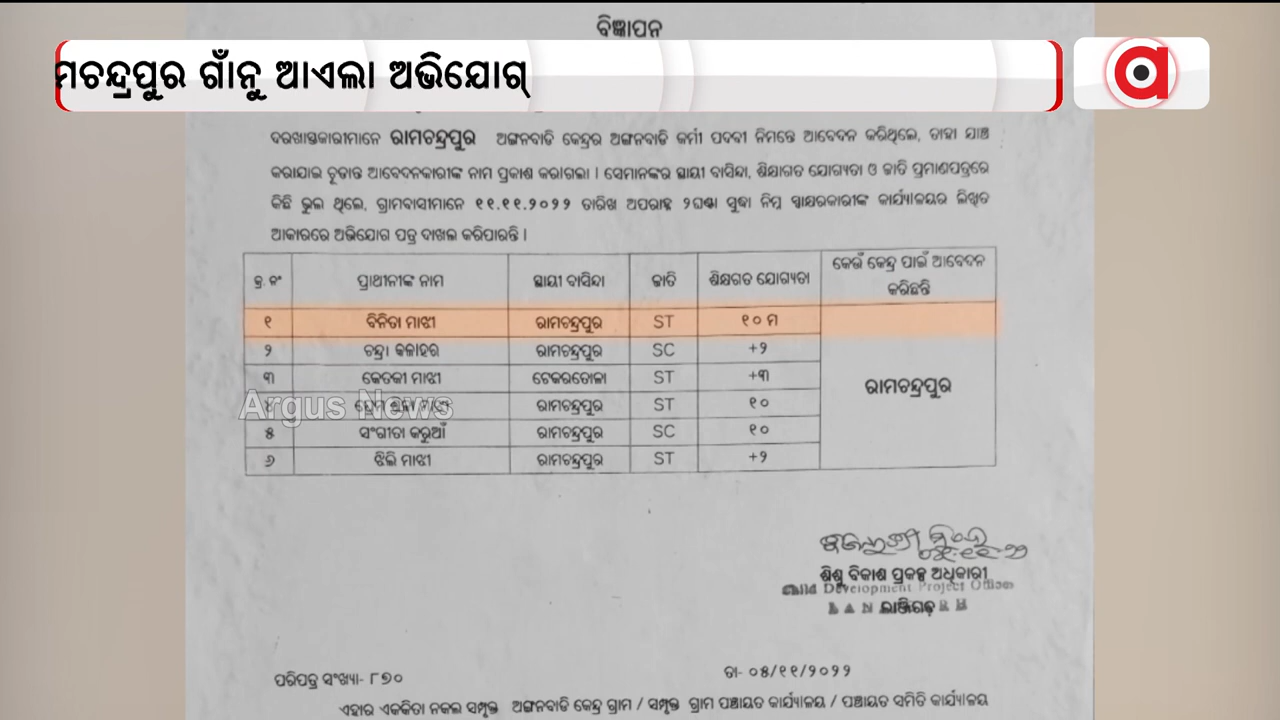 ବିଜ୍ଞାପନ
ମଚନ୍ଦ୍ରପୁର ଗାଁନୁ ଆଏଲା ଅଭିଯୋଗ୍
ଦରଖାସ୍ତକାରୀମାନେ ରାମଚନ୍ଦ୍ରପୁର ଅଙ୍ଗନବାଡି କେନ୍ଦ୍ରର ଅଙ୍ଗନବାଡି କର୍ମୀ ପଦବୀ ନିମନ୍ତେ ଆବେଦନ କରିଥିଲେ, ତାହା ଯାଞ୍ଚ
କରାଯାଇ ଚୂଡାନ୍ତ ଆବେଦନକାରୀଙ୍କ ନାମ ପ୍ରକାଶ କରାଗଲା । ସେମାନଙ୍କର ସ୍ଥାୟୀ ବାସିନ୍ଦା, ଶିକ୍ଷାଗତ ଯୋଗ୍ୟତା ଓ ଜାତି ପ୍ରମାଣପତ୍ରରେ
କିଛି ଭୁଲ ଥିଲେ, ଗ୍ରାମବାସୀମାନେ ୧୧.୧୧.୨୦୨୨ ତାରିଖ ଅପରାହ୍ନ ୨ଘଣ୍ଟା ସୁଦ୍ଧା ନିମ୍ନ ସ୍ଵାକ୍ଷରକାରୀଙ୍କ କାର୍ଯ୍ୟାଳୟର ଲିଖିତ
ଆକାରରେ ଅଭିଯୋଗ ପତ୍ର ଦାଖଲ କରିପାରନ୍ତି ।
କ୍ର. ନଂ ପ୍ରାଥୀନୀଙ୍କ ନାମ ସ୍ଥାୟୀ ବାସିନ୍ଦା ଜାତି ଶିକ୍ଷଗତ ଯୋଗ୍ୟତା କେଉଁ କେନ୍ଦ୍ର ପାଇଁ ଆବେଦନ କରିଛନ୍ତି
୧ ବିନିତା ମାଝୀ ରାମଚନ୍ଦ୍ରପୁର ST ୧୦ ମ
୨ ଚନ୍ଦ୍ରା କଳାହର ରାମଚନ୍ଦ୍ରପୁର SC +୨
୩ କେତକୀ ମାଝୀ ଟେକରତୋଳା ST +୩
ରାମଚନ୍ଦ୍ରପୁର
୪ ରାମଚନ୍ଦ୍ରପୁର ST ୧୦
Argus News
୫ ସଂଗୀତା କରୁଆଁ ରାମଚନ୍ଦ୍ରପୁର SC ୧୦
୬ ଝିଲି ମାଝୀ ରାମଚନ୍ଦ୍ରପୁର ST +୨
ଶିଶୁ ବିକାଶ ପ୍ରକଳ୍ପ ଅଧିକାରୀ
Child Development Project Officer
ଲାଞ୍ଜିଗଡ଼
ପରିପତ୍ର ସଂଖ୍ୟା- ୮୭୦ ତା- ୦୫/୧୧/୨୦୨୨
ଏହାର ଏକକିତା ନକଲ ସମ୍ପୃକ୍ତ ଅଙ୍ଗନବାଡି କେନ୍ଦ୍ର ଗ୍ରାମ / ସମ୍ପୃକ୍ତ ଗ୍ରାମ ପଞ୍ଚାୟତ କାର୍ଯ୍ୟାଳୟ / ପଞ୍ଚାୟତ ସମିତି କାର୍ଯ୍ୟାଳୟ